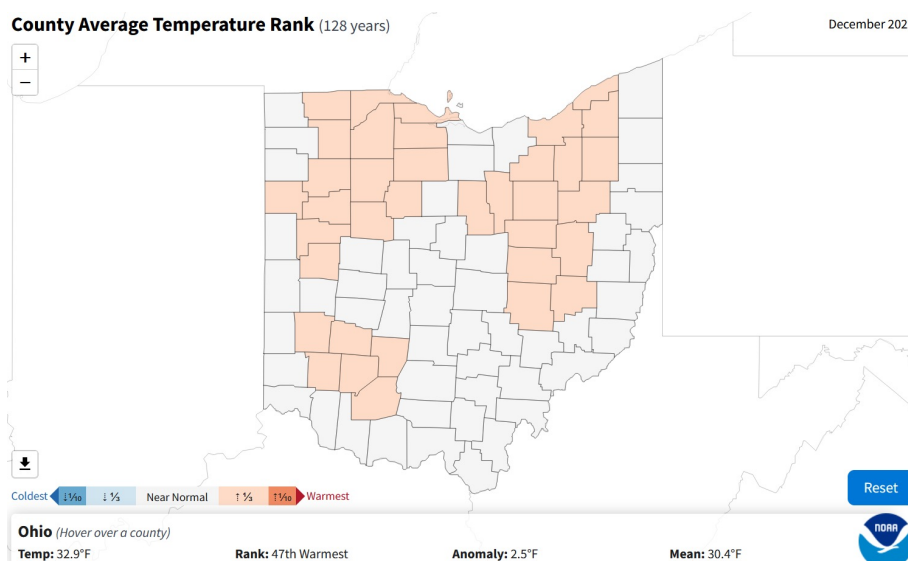 County Average Temperature Rank (128 years)
December 202
+
−
Coldest ↓⅒ ↓⅓ Near Normal ↑⅓ ↑⅒ Warmest
Reset
Ohio (Hover over a county)
Temp: 32.9°F Rank: 47th Warmest Anomaly: 2.5°F Mean: 30.4°F
NOAA